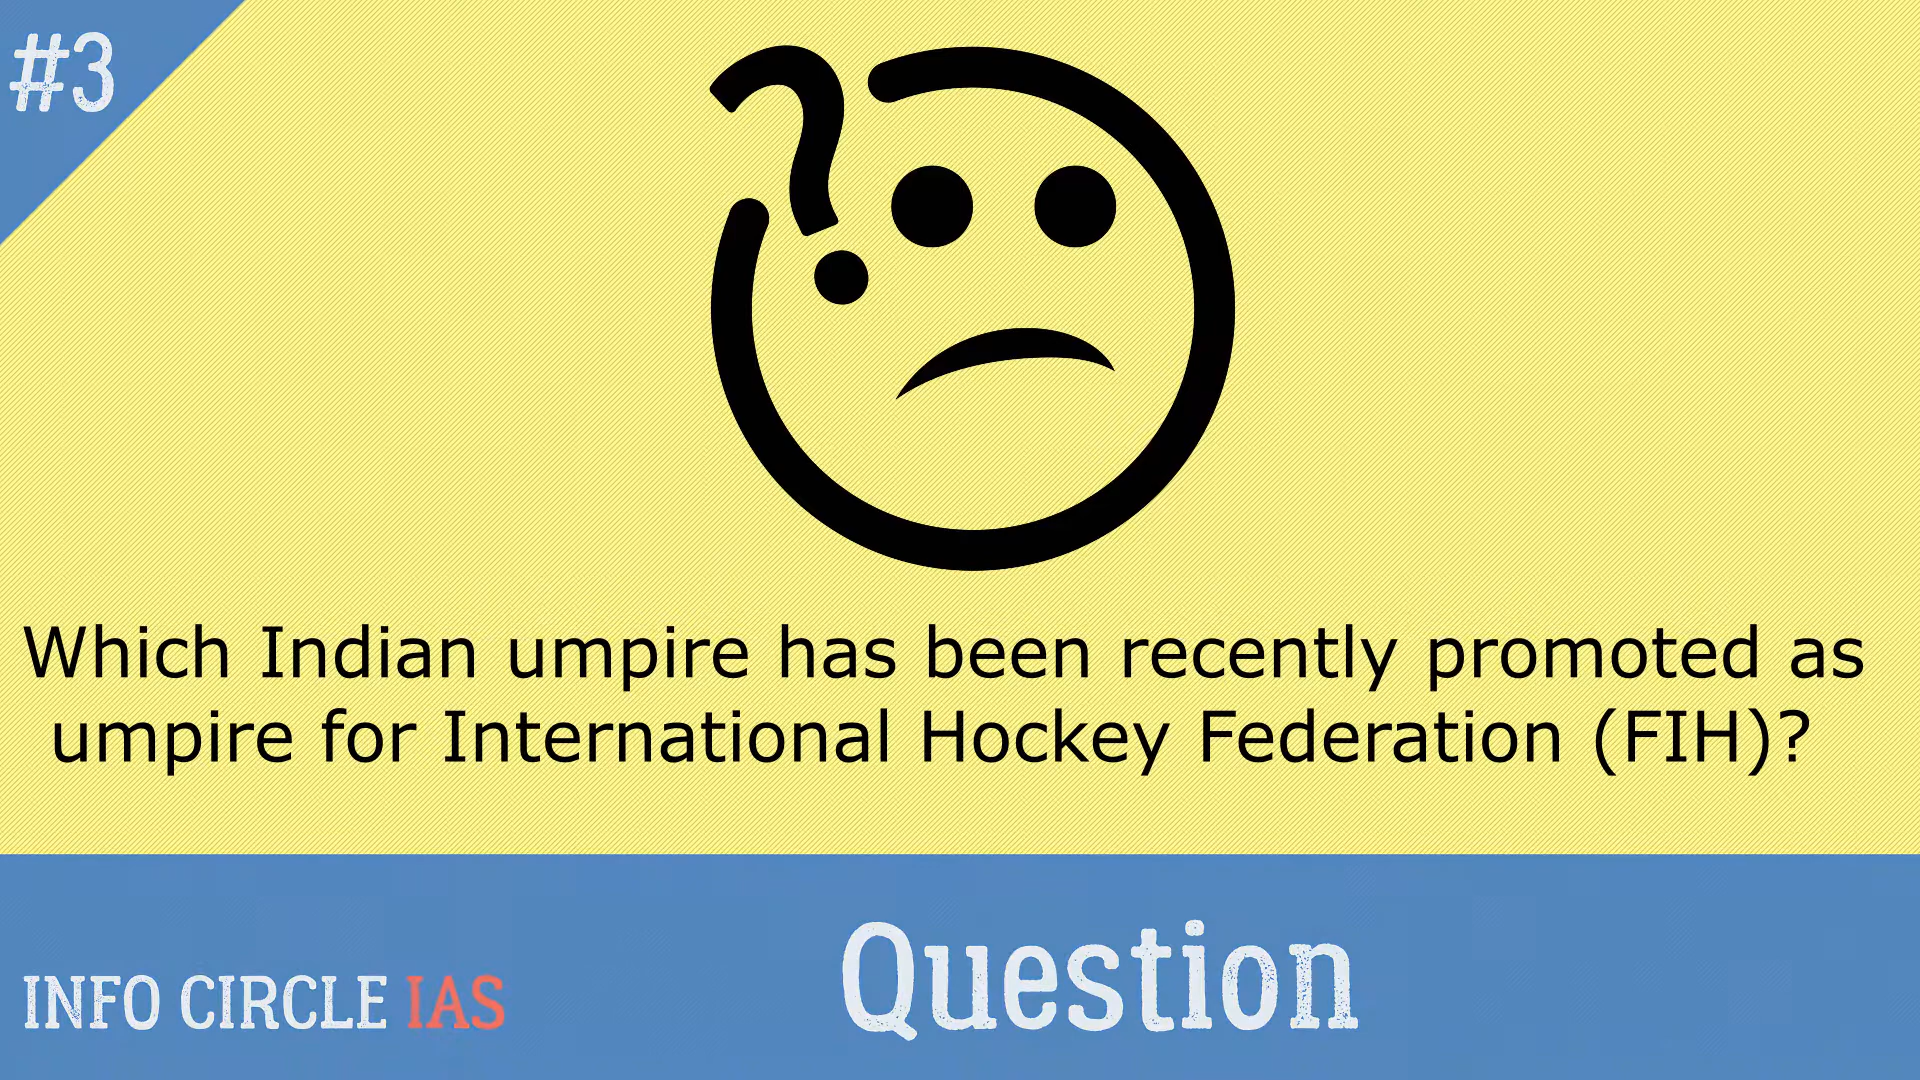 #3
Which Indian umpire has been recently promoted as
umpire for International Hockey Federation (FIH)?
INFO CIRCLE IAS
Question